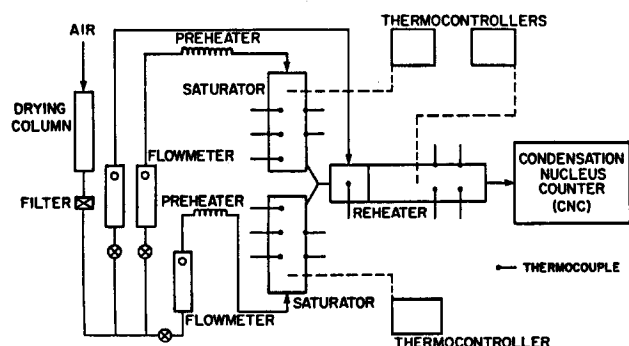 AIR
THERMOCONTROLLERS
PREHEATER
SATURATOR
DRYING
COLUMN
FLOWMETER
FILTER
PREHEATER
REHEATER
CONDENSATION
NUCLEUS
COUNTER
(CNC)
THERMOCOUPLE
SATURATOR
FLOWMETER
THERMOCONTROLLER